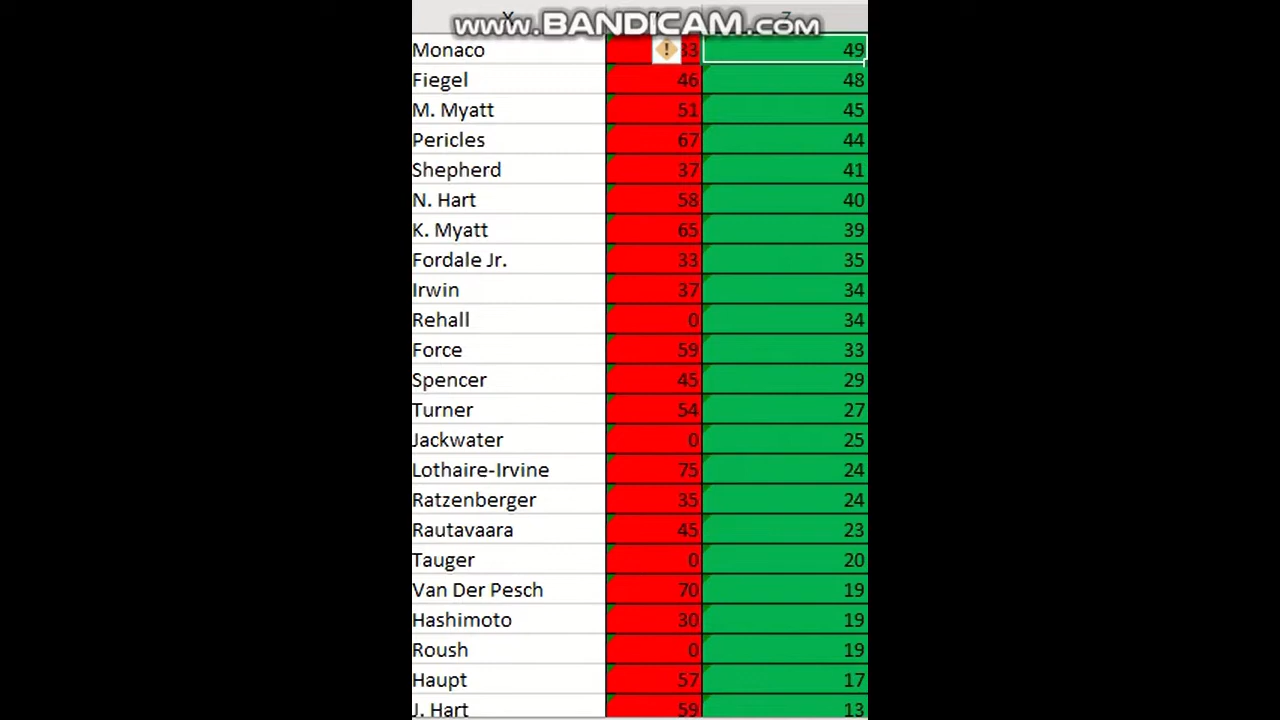 www.BANDICAM.com
Monaco 33 49
Fiegel 46 48
M. Myatt 51 45
Pericles 67 44
Shepherd 37 41
N. Hart 58 40
K. Myatt 65 39
Fordale Jr. 33 35
Irwin 37 34
Rehall 0 34
Force 59 33
Spencer 45 29
Turner 54 27
Jackwater 0 25
Lothaire-Irvine 75 24
Ratzenberger 35 24
Rautavaara 45 23
Tauger 0 20
Van Der Pesch 70 19
Hashimoto 30 19
Roush 0 19
Haupt 57 17
J. Hart 59 13